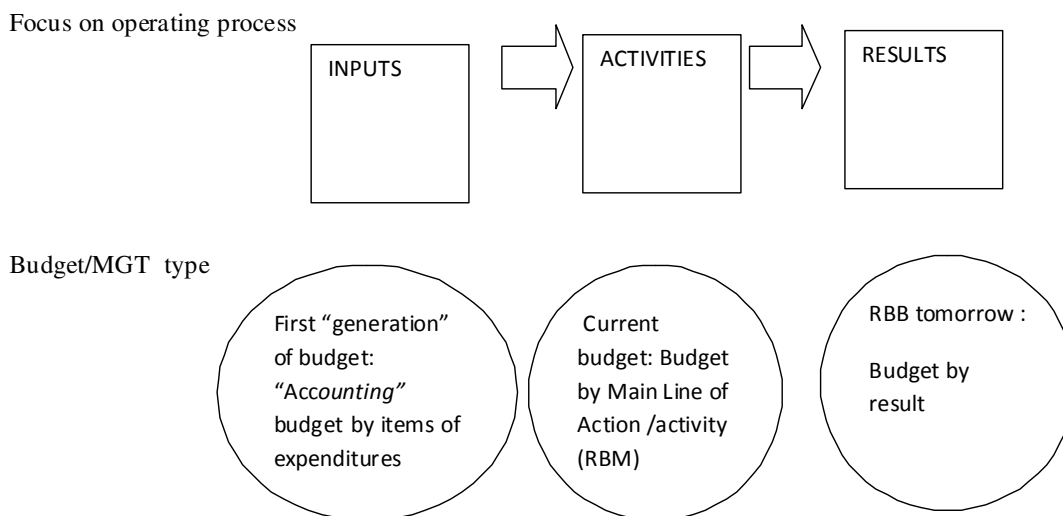 Focus on operating process
INPUTS
ACTIVITIES
RESULTS
Budget/MGT type
First “generation”
of budget:
“Accounting”
budget by items of
expenditures
Current
budget: Budget
by Main Line of
Action /activity
(RBM)
RBB tomorrow :
Budget by
result